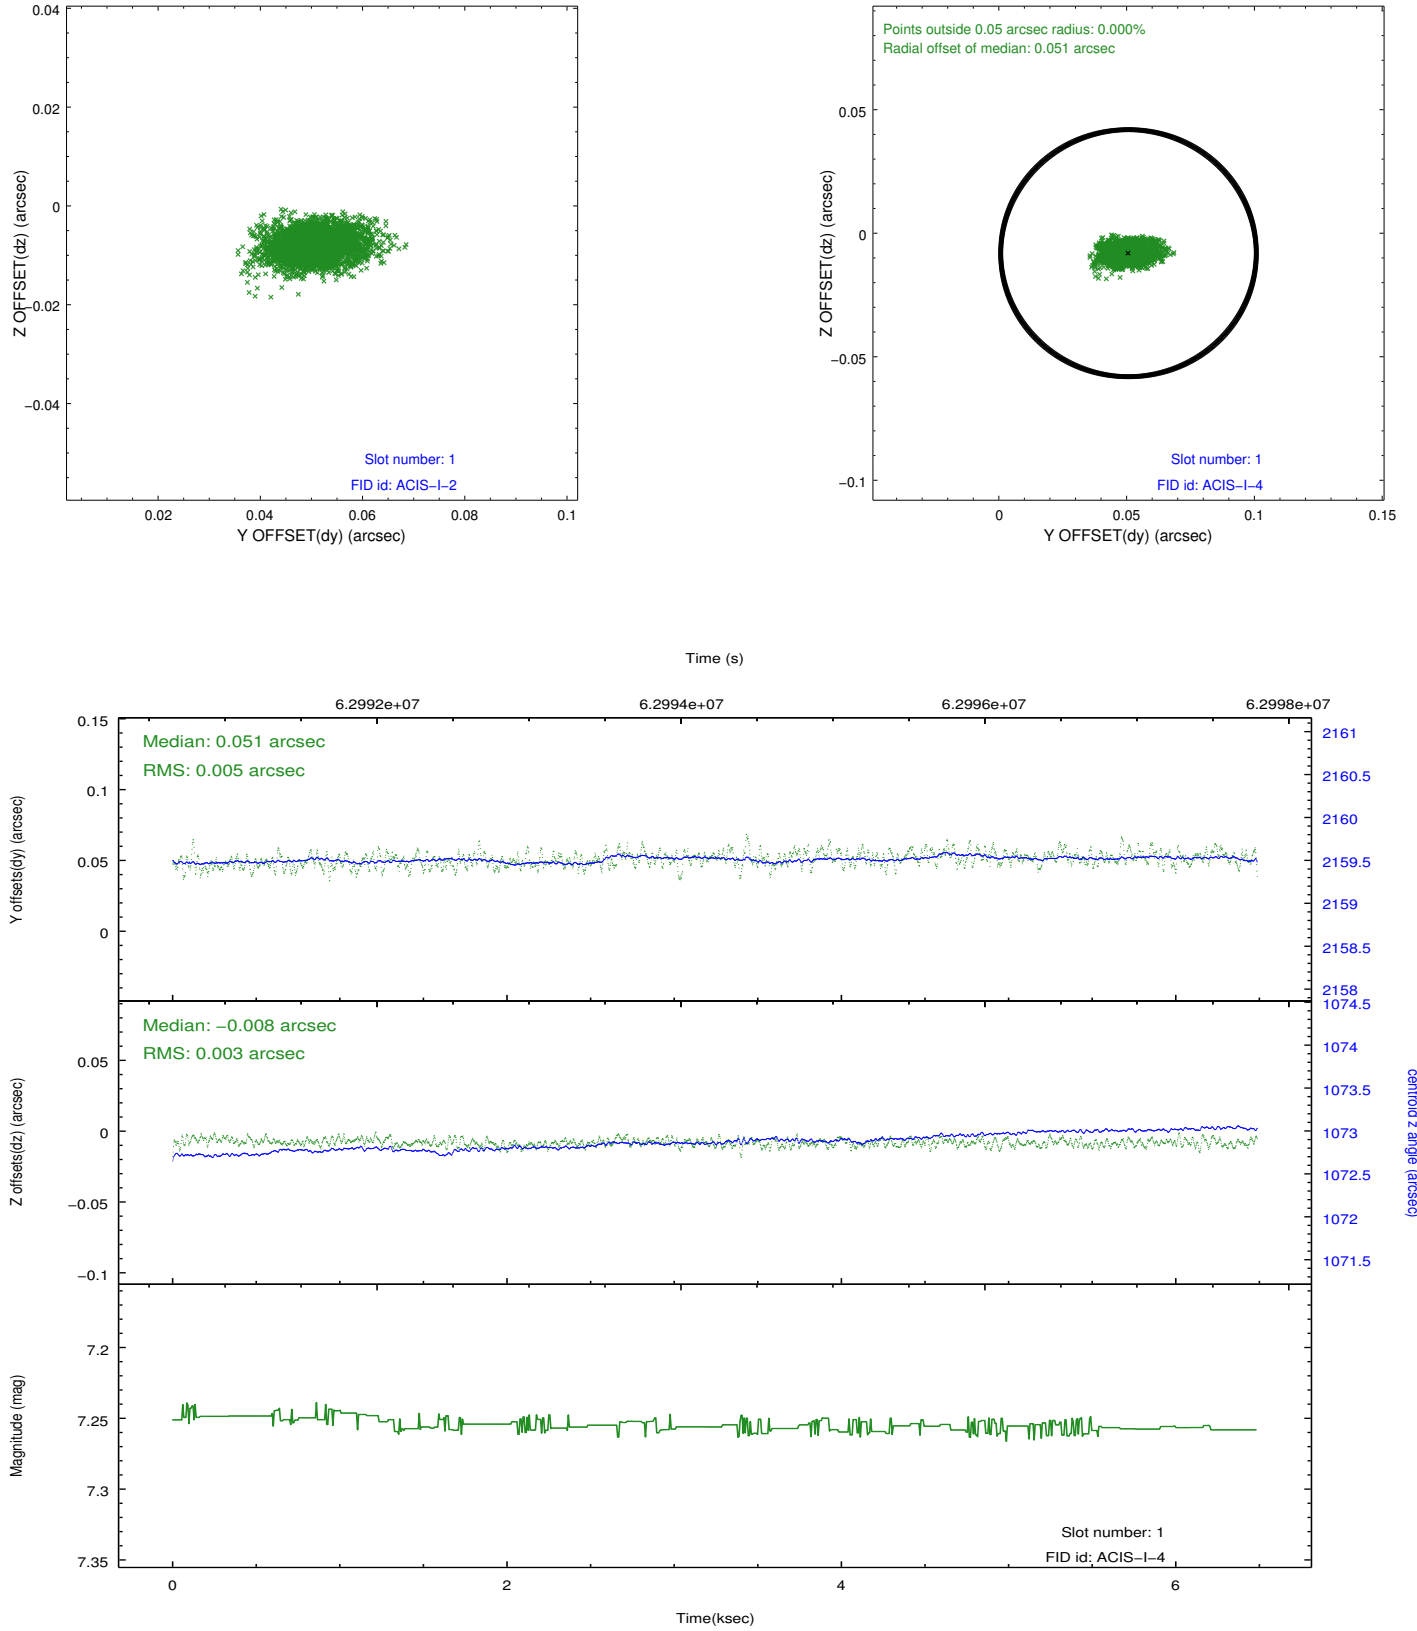 0.04
0.02
0
−0.02
−0.04
Z OFFSET(dz) (arcsec)
Slot number: 1
FID id: ACIS−I−2
0.02 0.04 0.06 0.08 0.1
Y OFFSET(dy) (arcsec)
Points outside 0.05 arcsec radius: 0.000%
Radial offset of median: 0.051 arcsec
0.05
0
−0.05
−0.1
Z OFFSET(dz) (arcsec)
Slot number: 1
FID id: ACIS−I−4
0 0.05 0.1 0.15
Y OFFSET(dy) (arcsec)
Time (s)
6.2992e+07 6.2994e+07 6.2996e+07 6.2998e+07
Median: 0.051 arcsec
RMS: 0.005 arcsec
0.15
0.1
0.05
0
Y offsets(dy) (arcsec)
2161
2160.5
2160
2159.5
2159
2158.5
2158
Median: −0.008 arcsec
RMS: 0.003 arcsec
0.05
0
−0.05
−0.1
Z offsets(dz) (arcsec)
1074.5
1074
1073.5
1073
1072.5
1072
1071.5
centroid z angle (arcsec)
7.2
7.25
7.3
7.35
Magnitude (mag)
Slot number: 1
FID id: ACIS−I−4
0 2 4 6
Time(ksec)